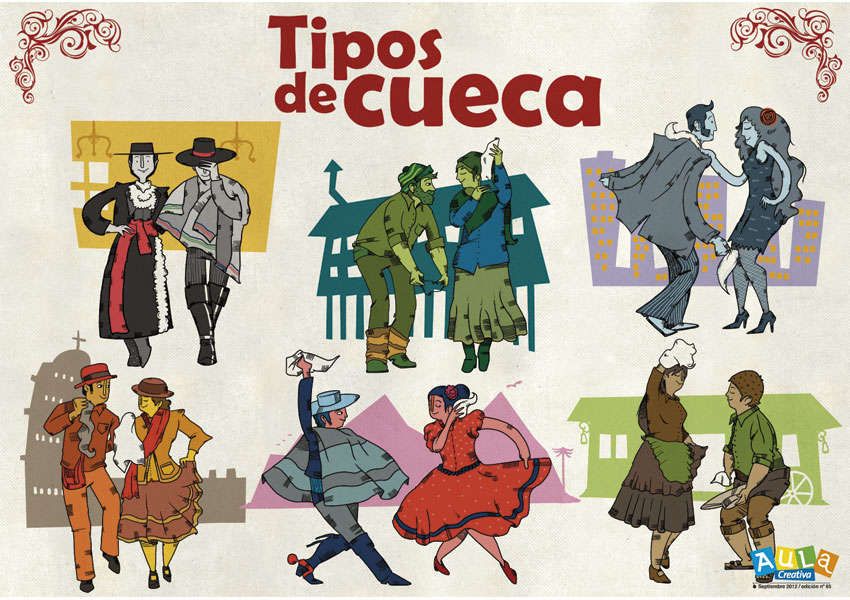 Tipos
de cueca
AULA
Creativa
Septiembre 2012 / edición nº 85